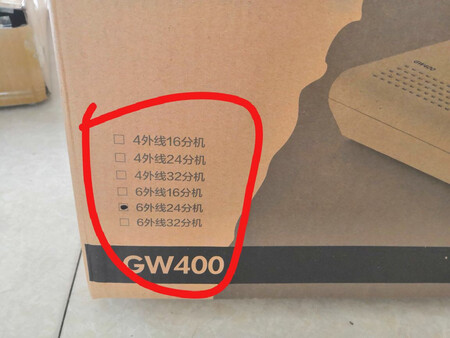 GW400
□ 4外线16分机
□ 4外线24分机
□ 4外线32分机
□ 6外线16分机
■ 6外线24分机
□ 6外线32分机
GW400